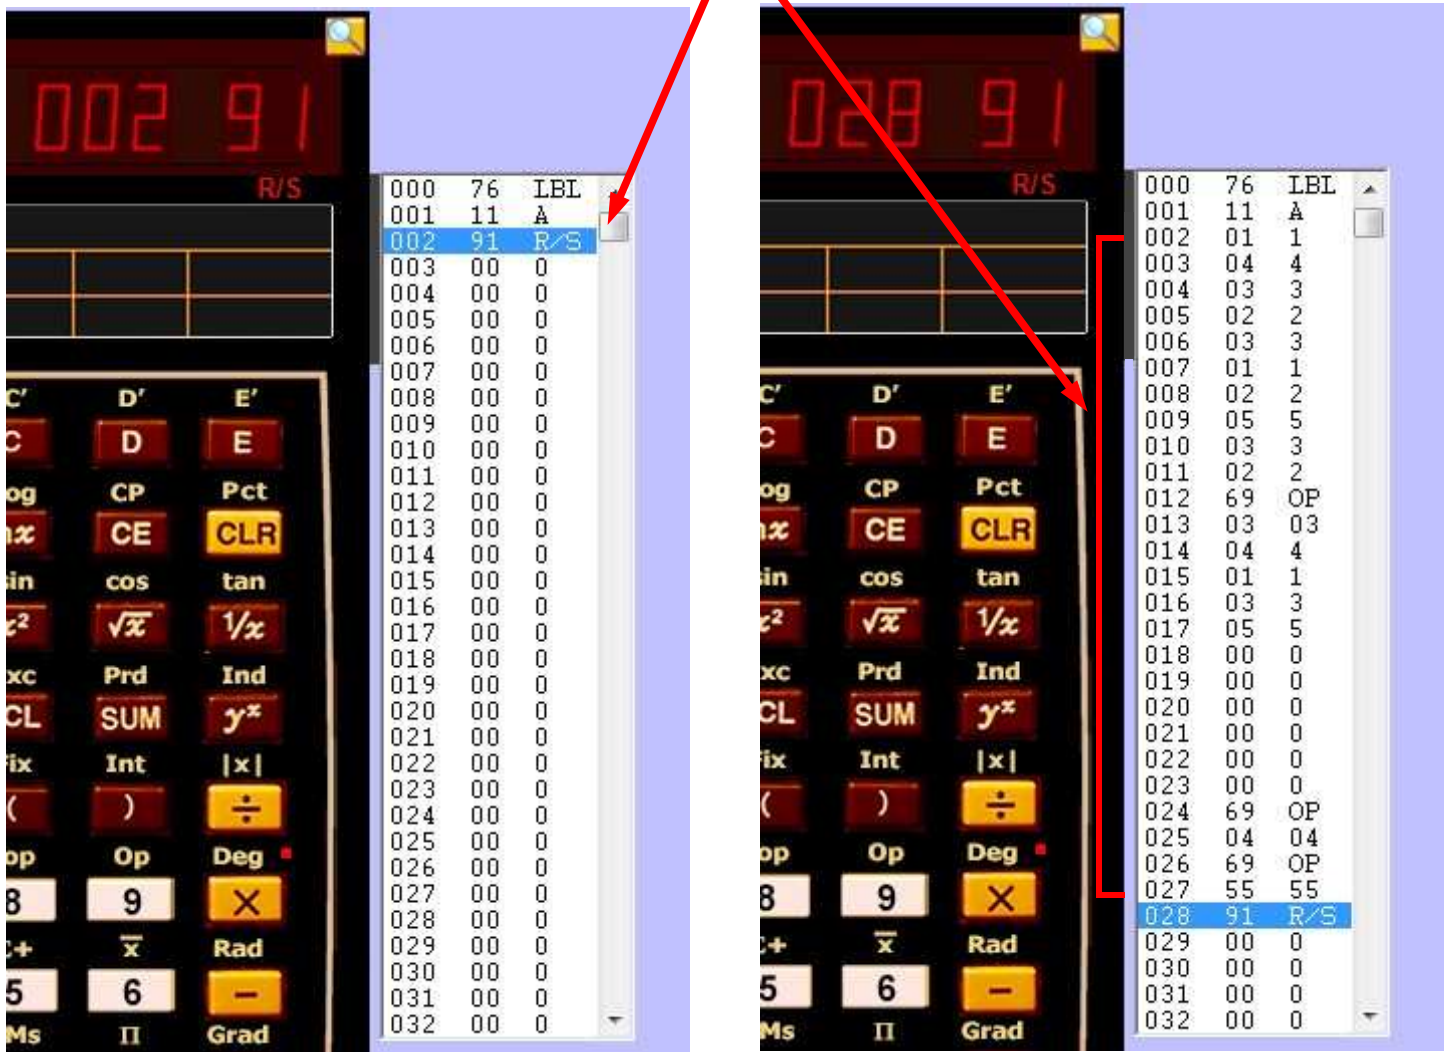 002 91
R/S
000 76 LBL
001 11 A
002 91 R/S
003 00 0
004 00 0
005 00 0
006 00 0
007 00 0
008 00 0
009 00 0
010 00 0
011 00 0
012 00 0
013 00 0
014 00 0
015 00 0
016 00 0
017 00 0
018 00 0
019 00 0
020 00 0
021 00 0
022 00 0
023 00 0
024 00 0
025 00 0
026 00 0
027 00 0
028 00 0
029 00 0
030 00 0
031 00 0
032 00 0
C' D' E'
C D E
og CP Pct
x CE CLR
in cos tan
x² √x 1/x
xc Prd Ind
CL SUM yˣ
ix Int |x|
( ) ÷
op Op Deg
8 9 ×
+ x̄ Rad
5 6 −
Ms Π Grad
028 91
R/S
000 76 LBL
001 11 A
002 01 1
003 04 4
004 03 3
005 02 2
006 03 3
007 01 1
008 02 2
009 05 5
010 03 3
011 02 2
012 69 OP
013 03 03
014 04 4
015 01 1
016 03 3
017 05 5
018 00 0
019 00 0
020 00 0
021 00 0
022 00 0
023 00 0
024 69 OP
025 04 04
026 69 OP
027 55 55
028 91 R/S
029 00 0
030 00 0
031 00 0
032 00 0
C' D' E'
C D E
og CP Pct
x CE CLR
in cos tan
x² √x 1/x
xc Prd Ind
CL SUM yˣ
ix Int |x|
( ) ÷
op Op Deg
8 9 ×
+ x̄ Rad
5 6 −
Ms Π Grad